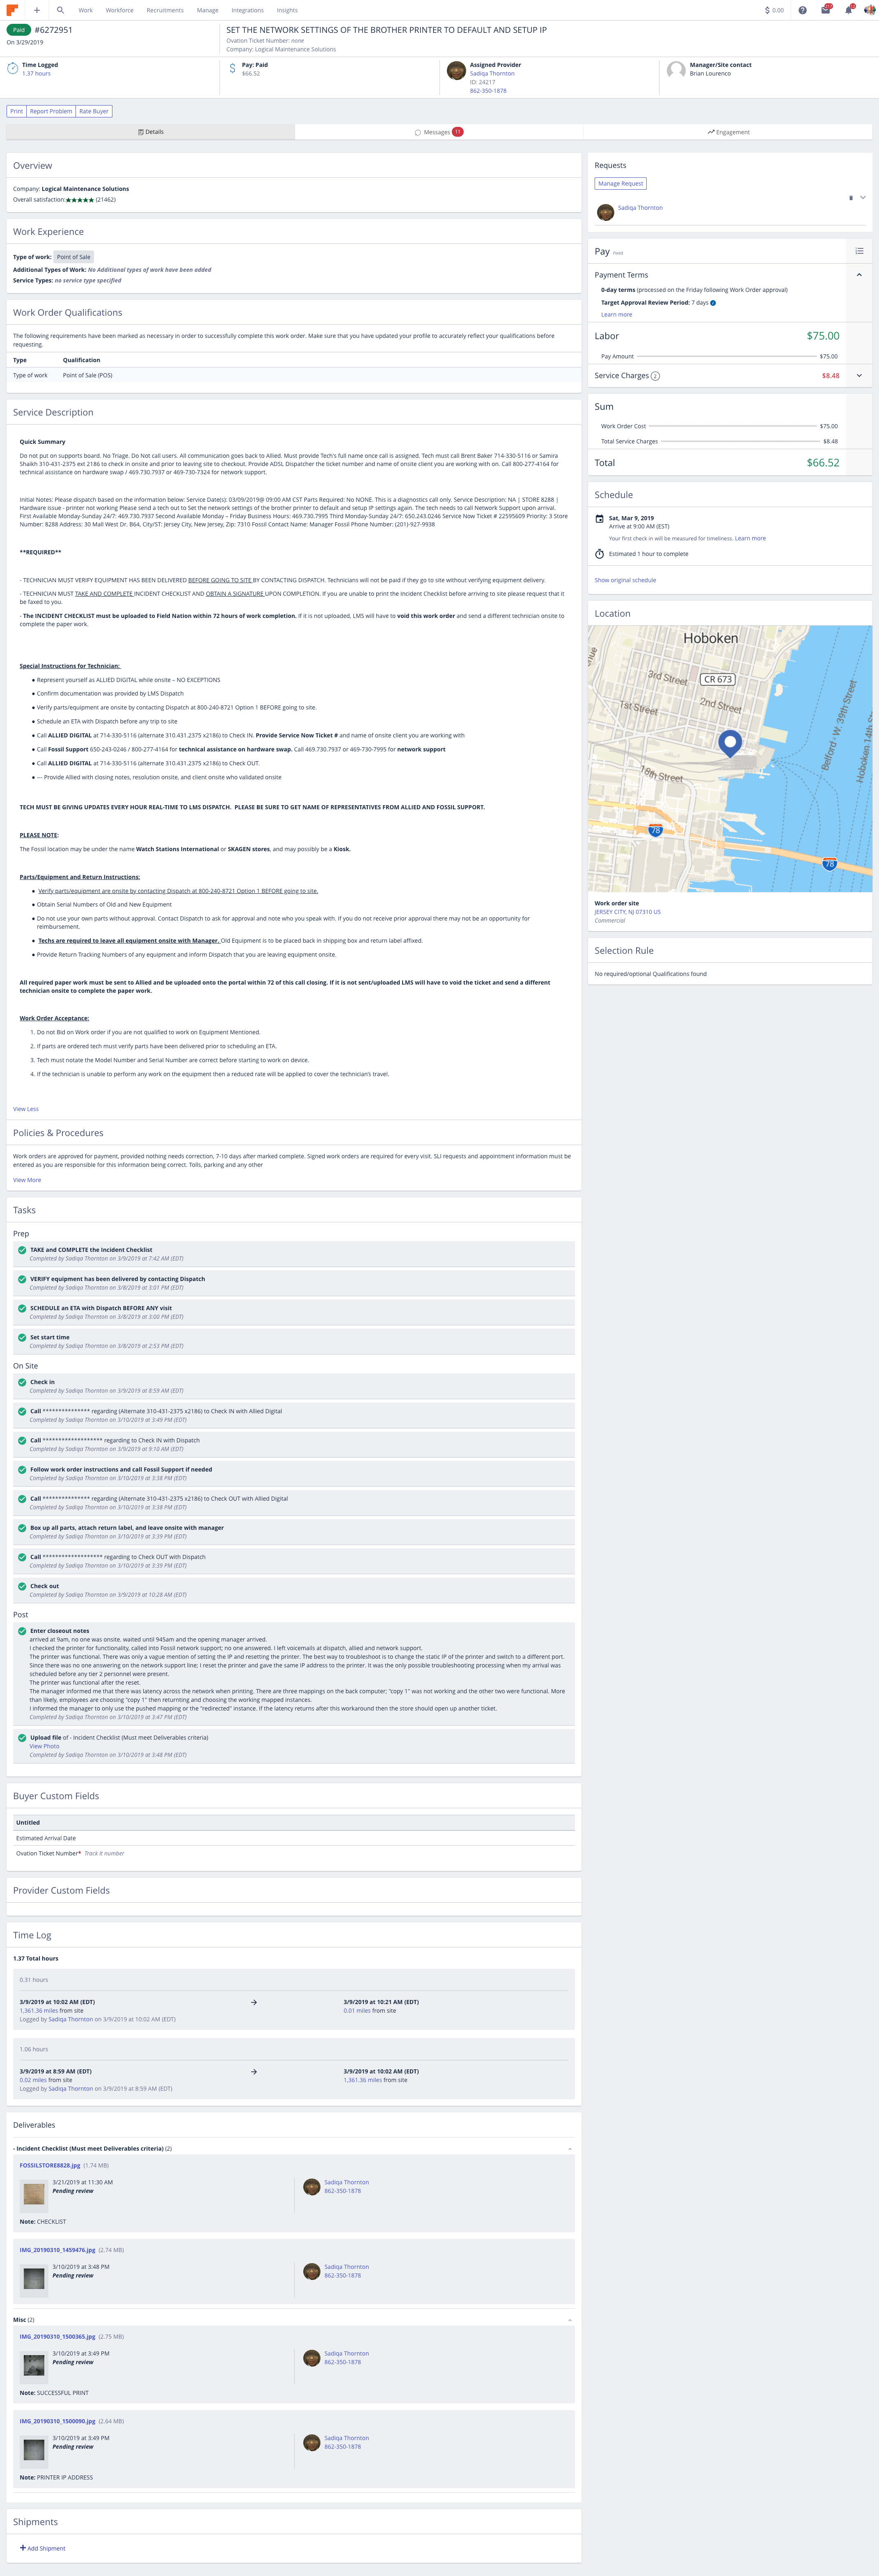 Work Workforce Recruitments Manage Integrations Insights
$ 0.00
Paid #6272951
On 3/29/2019
SET THE NETWORK SETTINGS OF THE BROTHER PRINTER TO DEFAULT AND SETUP IP
Ovation Ticket Number: none
Company: Logical Maintenance Solutions
Time Logged
1.37 hours
Pay: Paid
$66.52
Assigned Provider
Sadiqa Thornton
ID: 24217
862-350-1878
Manager/Site contact
Brian Lourenco
Print Report Problem Rate Buyer
Details
Messages 11
Engagement
Overview
Company: Logical Maintenance Solutions
Overall satisfaction: ★★★★★ (21462)
Work Experience
Type of work: Point of Sale
Additional Types of Work: No Additional types of work have been added
Service Types: no service type specified
Work Order Qualifications
The following requirements have been marked as necessary in order to successfully complete this work order. Make sure that you have updated your profile to accurately reflect your qualifications before
requesting.
Type Qualification
Type of work Point of Sale (POS)
Service Description
Quick Summary
Do not put on supports board. No Triage. Do Not call users. All communication goes back to Allied. Must provide Tech's full name once call is assigned. Tech must call Brent Baker 714-330-5116 or Samra
Shaikh 310-431-2375 ext 2186 to check in onsite and prior to leaving site to checkout. Provide ADSL Dispatcher the ticket number and name of onsite client you are working with on. Call 800-277-4164 for
technical assistance on hardware swap / 469.730.7937 or 469-730-7324 for network support.
Initial Notes: Please dispatch based on the information below: Service Date(s): 03/09/2019@ 09:00 AM CST Parts Required: No NONE. This is a diagnostics call only. Service Description: NA | STORE 8288 |
Hardware issue - printer not working Please send a tech out to Set the network settings of the brother printer to default and setup IP settings again. The tech needs to call Network Support upon arrival.
First Available Monday-Sunday 24/7: 469.730.7937 Second Available Monday – Friday Business Hours: 469.730.7995 Third Monday-Sunday 24/7: 650.243.0246 Service Now Ticket # 22595609 Priority: 3 Store
Number: 8288 Address: 30 Mall West Dr. B64, City/ST: Jersey City, New Jersey, Zip: 7310 Fossil Contact Name: Manager Fossil Phone Number: (201)-927-9938
**REQUIRED**
- TECHNICIAN MUST VERIFY EQUIPMENT HAS BEEN DELIVERED BEFORE GOING TO SITE BY CONTACTING DISPATCH. Technicians will not be paid if they go to site without verifying equipment delivery.
- TECHNICIAN MUST TAKE AND COMPLETE INCIDENT CHECKLIST AND OBTAIN A SIGNATURE UPON COMPLETION. If you are unable to print the Incident Checklist before arriving to site please request that it
be faxed to you.
- The INCIDENT CHECKLIST must be uploaded to Field Nation within 72 hours of work completion. If it is not uploaded, LMS will have to void this work order and send a different technician onsite to
complete the paper work.
Special Instructions for Technician:
● Represent yourself as ALLIED DIGITAL while onsite – NO EXCEPTIONS
● Confirm documentation was provided by LMS Dispatch
● Verify parts/equipment are onsite by contacting Dispatch at 800-240-8721 Option 1 BEFORE going to site.
● Schedule an ETA with Dispatch before any trip to site
● Call ALLIED DIGITAL at 714-330-5116 (alternate 310.431.2375 x2186) to Check IN. Provide Service Now Ticket # and name of onsite client you are working with
● Call Fossil Support 650-243-0246 / 800-277-4164 for technical assistance on hardware swap. Call 469.730.7937 or 469-730-7995 for network support
● Call ALLIED DIGITAL at 714-330-5116 (alternate 310.431.2375 x2186) to Check OUT.
● --- Provide Allied with closing notes, resolution onsite, and client onsite who validated onsite
TECH MUST BE GIVING UPDATES EVERY HOUR REAL-TIME TO LMS DISPATCH. PLEASE BE SURE TO GET NAME OF REPRESENTATIVES FROM ALLIED AND FOSSIL SUPPORT.
PLEASE NOTE:
The Fossil location may be under the name Watch Stations International or SKAGEN stores, and may possibly be a Kiosk.
Parts/Equipment and Return Instructions:
● Verify parts/equipment are onsite by contacting Dispatch at 800-240-8721 Option 1 BEFORE going to site.
● Obtain Serial Numbers of Old and New Equipment
● Do not use your own parts without approval. Contact Dispatch to ask for approval and note who you speak with. If you do not receive prior approval there may not be an opportunity for
reimbursement.
● Techs are required to leave all equipment onsite with Manager. Old Equipment is to be placed back in shipping box and return label affixed.
● Provide Return Tracking Numbers of any equipment and inform Dispatch that you are leaving equipment onsite.
All required paper work must be sent to Allied and be uploaded onto the portal within 72 of this call closing. If it is not sent/uploaded LMS will have to void the ticket and send a different
technician onsite to complete the paper work.
Work Order Acceptance:
1. Do not Bid on Work order if you are not qualified to work on Equipment Mentioned.
2. If parts are ordered tech must verify parts have been delivered prior to scheduling an ETA.
3. Tech must notate the Model Number and Serial Number are correct before starting to work on device.
4. If the technician is unable to perform any work on the equipment then a reduced rate will be applied to cover the technician's travel.
View Less
Policies & Procedures
Work orders are approved for payment, provided nothing needs correction, 7-10 days after marked complete. Signed work orders are required for every visit. SLI requests and appointment information must be
entered as you are responsible for this information being correct. Tolls, parking and any other
View More
Tasks
Prep
TAKE and COMPLETE the Incident Checklist
Completed by Sadiqa Thornton on 3/9/2019 at 7:42 AM (EDT)
VERIFY equipment has been delivered by contacting Dispatch
Completed by Sadiqa Thornton on 3/8/2019 at 3:01 PM (EDT)
SCHEDULE an ETA with Dispatch BEFORE ANY visit
Completed by Sadiqa Thornton on 3/8/2019 at 3:00 PM (EDT)
Set start time
Completed by Sadiqa Thornton on 3/8/2019 at 2:53 PM (EDT)
On Site
Check in
Completed by Sadiqa Thornton on 3/9/2019 at 8:59 AM (EDT)
Call *************** regarding (Alternate 310-431-2375 x2186) to Check IN with Allied Digital
Completed by Sadiqa Thornton on 3/10/2019 at 3:49 PM (EDT)
Call ******************* regarding to Check IN with Dispatch
Completed by Sadiqa Thornton on 3/9/2019 at 9:10 AM (EDT)
Follow work order instructions and call Fossil Support if needed
Completed by Sadiqa Thornton on 3/10/2019 at 3:38 PM (EDT)
Call *************** regarding (Alternate 310-431-2375 x2186) to Check OUT with Allied Digital
Completed by Sadiqa Thornton on 3/10/2019 at 3:38 PM (EDT)
Box up all parts, attach return label, and leave onsite with manager
Completed by Sadiqa Thornton on 3/10/2019 at 3:39 PM (EDT)
Call ******************* regarding to Check OUT with Dispatch
Completed by Sadiqa Thornton on 3/10/2019 at 3:39 PM (EDT)
Check out
Completed by Sadiqa Thornton on 3/9/2019 at 10:28 AM (EDT)
Post
Enter closeout notes
arrived at 9am, no one was onsite. waited until 945am and the opening manager arrived.
I checked the printer for functionality, called into Fossil network support; no one answered. I left voicemails at dispatch, allied and network support.
The printer was functional. There was only a vague mention of setting the IP and resetting the printer. The best way to troubleshoot is to change the static IP of the printer and switch to a different port.
Since there was no one answering on the network support line; I reset the printer and gave the same IP address to the printer. It was the only possible troubleshooting processing when my arrival was
scheduled before any tier 2 personnel were present.
The printer was functional after the reset.
The manager informed me that there was latency across the network when printing. There are three mappings on the back computer; "copy 1" was not working and the other two were functional. More
than likely, employees are choosing "copy 1" then returning and choosing the working mapped instances.
I informed the manager to only use the pushed mapping or the "redirected" instance. If the latency returns after this workaround then the store should open up another ticket.
Completed by Sadiqa Thornton on 3/10/2019 at 3:47 PM (EDT)
Upload file of - Incident Checklist (Must meet Deliverables criteria)
View Photo
Completed by Sadiqa Thornton on 3/10/2019 at 3:48 PM (EDT)
Buyer Custom Fields
Untitled
Estimated Arrival Date
Ovation Ticket Number* Track it number
Provider Custom Fields
Time Log
1.37 Total hours
0.31 hours
3/9/2019 at 10:02 AM (EDT) 3/9/2019 at 10:21 AM (EDT)
1,361.36 miles from site 0.01 miles from site
Logged by Sadiqa Thornton on 3/9/2019 at 10:02 AM (EDT)
1.06 hours
3/9/2019 at 8:59 AM (EDT) 3/9/2019 at 10:02 AM (EDT)
0.02 miles from site 1,361.36 miles from site
Logged by Sadiqa Thornton on 3/9/2019 at 8:59 AM (EDT)
Deliverables
- Incident Checklist (Must meet Deliverables criteria) (2)
FOSSILSTORE8828.jpg (1.74 MB)
3/21/2019 at 11:30 AM
Pending review
Sadiqa Thornton
862-350-1878
Note: CHECKLIST
IMG_20190310_1459476.jpg (2.74 MB)
3/10/2019 at 3:48 PM
Pending review
Sadiqa Thornton
862-350-1878
Misc (2)
IMG_20190310_1500365.jpg (2.75 MB)
3/10/2019 at 3:49 PM
Pending review
Sadiqa Thornton
862-350-1878
Note: SUCCESSFUL PRINT
IMG_20190310_1500090.jpg (2.64 MB)
3/10/2019 at 3:49 PM
Pending review
Sadiqa Thornton
862-350-1878
Note: PRINTER IP ADDRESS
Shipments
+ Add Shipment
Requests
Manage Request
Sadiqa Thornton
Pay Fixed
Payment Terms
0-day terms (processed on the Friday following Work Order approval)
Target Approval Review Period: 7 days
Learn more
Labor $75.00
Pay Amount $75.00
Service Charges 2 $8.48
Sum
Work Order Cost $75.00
Total Service Charges $8.48
Total $66.52
Schedule
Sat, Mar 9, 2019
Arrive at 9:00 AM (EST)
Your first check in will be measured for timeliness. Learn more
Estimated 1 hour to complete
Show original schedule
Location
Hoboken
3rd Street
CR 673
2nd Street
1st Street
18th Street
Belford - W. 39th Street
78
78
Work order site
JERSEY CITY, NJ 07310 US
Commercial
Selection Rule
No required/optional Qualifications found